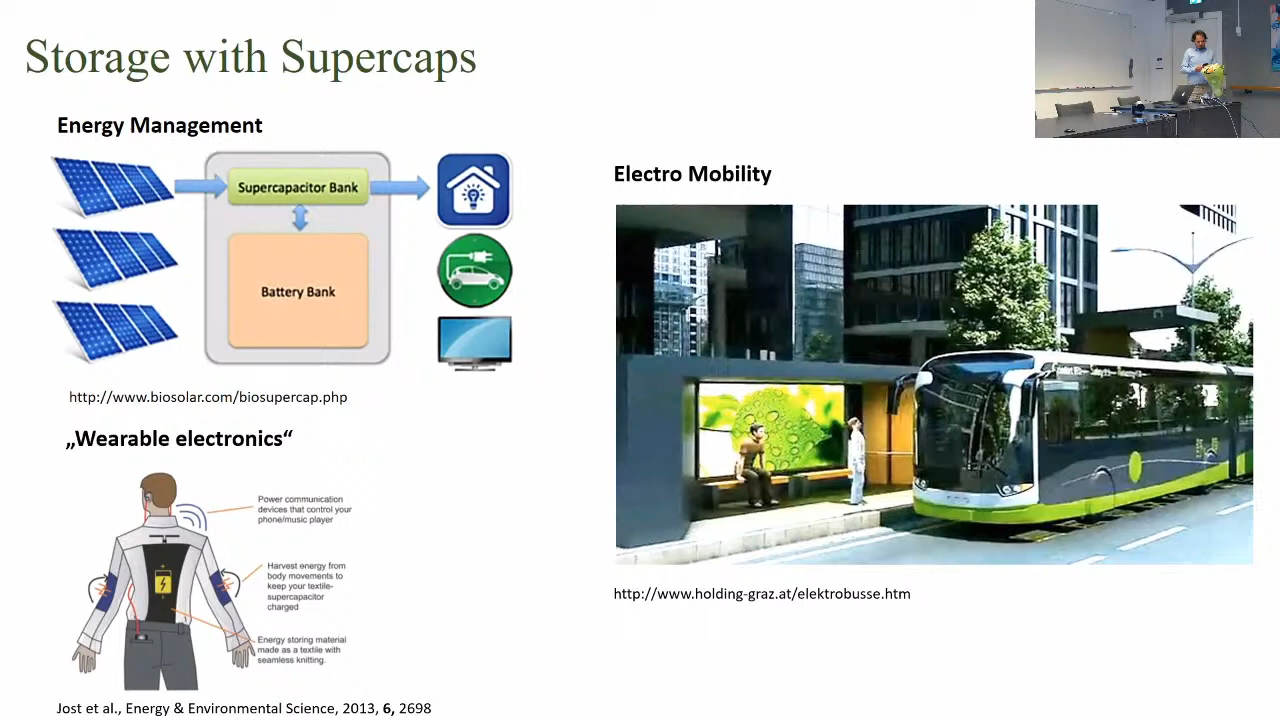 Storage with Supercaps
Energy Management
Supercapacitor Bank
Battery Bank
http://www.biosolar.com/biosupercap.php
„Wearable electronics“
Power communication
devices that control your
phone/music player
Harvest energy from
body movements to
keep your textile-
supercapacitor
charged
Energy storing material
made as a textile with
seamless knitting.
Jost et al., Energy & Environmental Science, 2013, 6, 2698
Electro Mobility
http://www.holding-graz.at/elektrobusse.htm